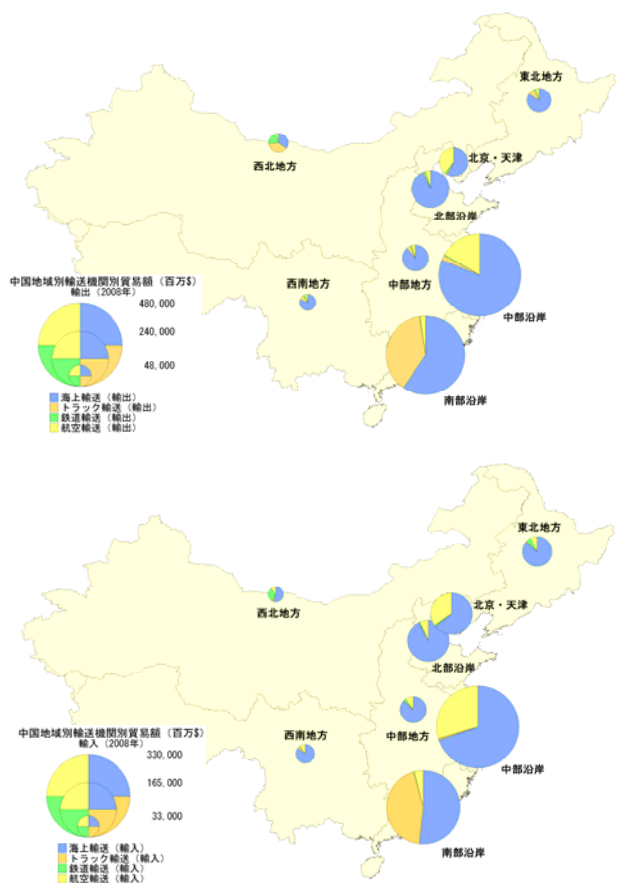 東北地方
北京・天津
西北地方
北部沿岸
中部地方
西南地方
中部沿岸
南部沿岸
中国地域別輸送機関別貿易額（百万$）
輸出（2008年）
480,000
240,000
48,000
海上輸送（輸出）
トラック輸送（輸出）
鉄道輸送（輸出）
航空輸送（輸出）
東北地方
北京・天津
西北地方
北部沿岸
中部地方
西南地方
中部沿岸
南部沿岸
中国地域別輸送機関別貿易額（百万$）
輸入（2008年）
330,000
165,000
33,000
海上輸送（輸入）
トラック輸送（輸入）
鉄道輸送（輸入）
航空輸送（輸入）